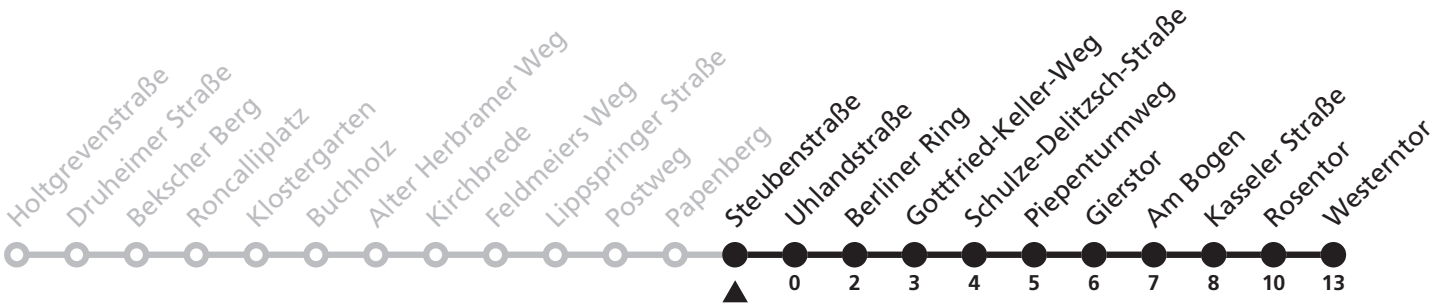 Holtgrevenstraße
Druheimer Straße
Bekscher Berg
Roncalliplatz
Klostergarten
Buchholz
Alter Herbramer Weg
Kirchbrede
Feldmeiers Weg
Lippspringer Straße
Postweg
Papenberg
Steubenstraße
Uhlandstraße
Berliner Ring
Gottfried-Keller-Weg
Schulze-Delitzsch-Straße
Piepenturmweg
Gierstor
Am Bogen
Kasseler Straße
Rosentor
Westerntor
0 2 3 4 5 6 7 8 10 13